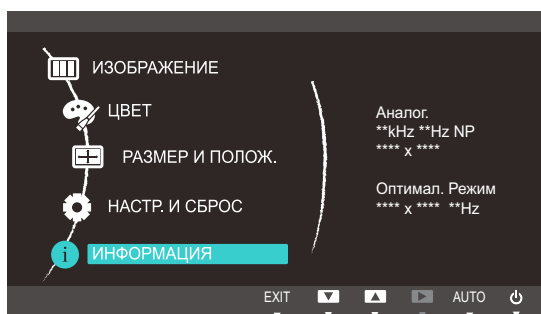 ИЗОБРАЖЕНИЕ
ЦВЕТ
РАЗМЕР И ПОЛОЖ.
НАСТР. И СБРОС
i ИНФОРМАЦИЯ
Аналог.
**kHz **Hz NP
**** x ****
Оптимал. Режим
**** x **** **Hz
EXIT AUTO